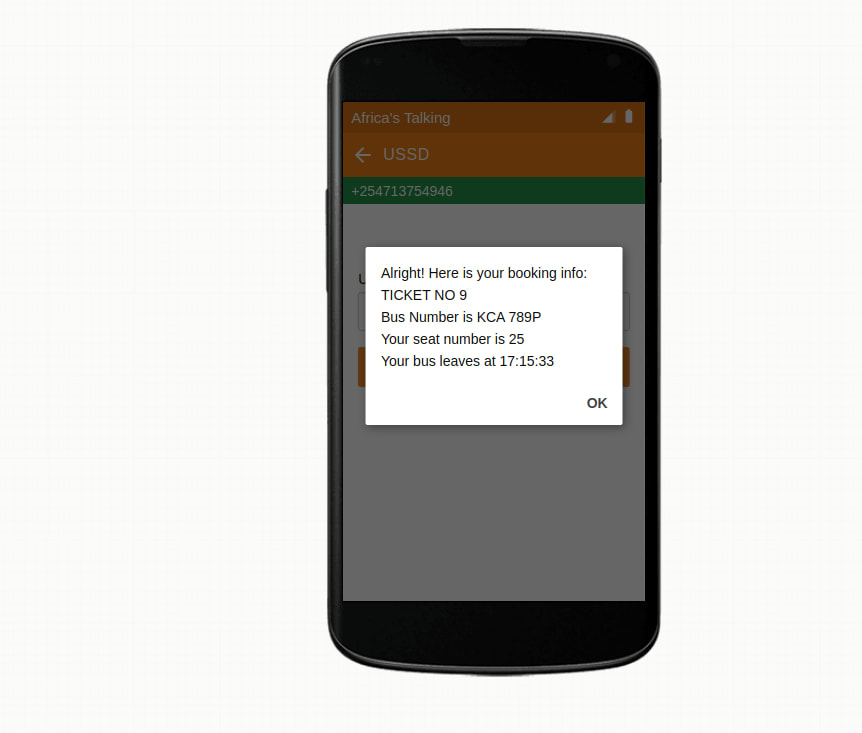 Africa's Talking
USSD
+254713754946
U
Alright! Here is your booking info:
TICKET NO 9
Bus Number is KCA 789P
Your seat number is 25
Your bus leaves at 17:15:33
OK